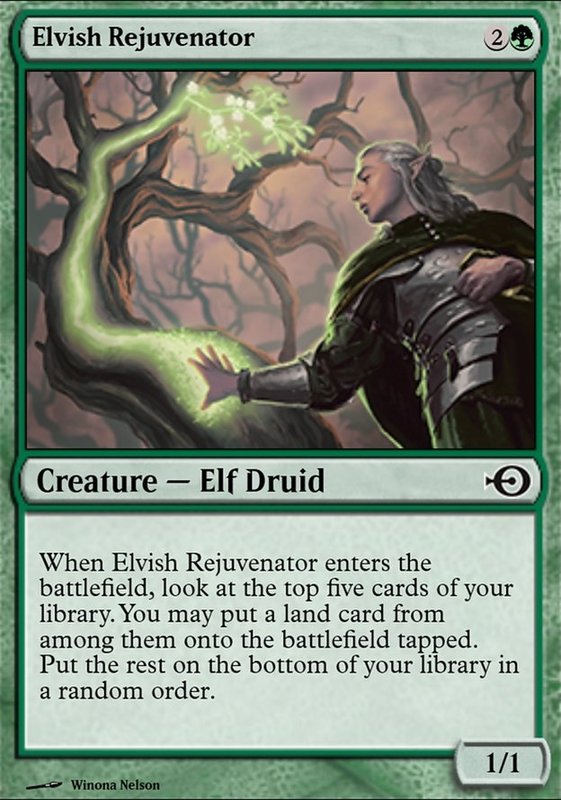 Elvish Rejuvenator 2
Creature — Elf Druid
When Elvish Rejuvenator enters the
battlefield, look at the top five cards of your
library. You may put a land card from
among them onto the battlefield tapped.
Put the rest on the bottom of your library in
a random order.
1/1
Winona Nelson